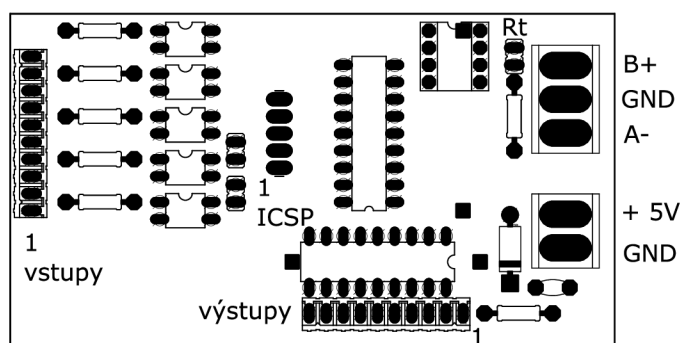 Rt
B+
GND
A-
1
ICSP
+ 5V
GND
1
vstupy
výstupy
1